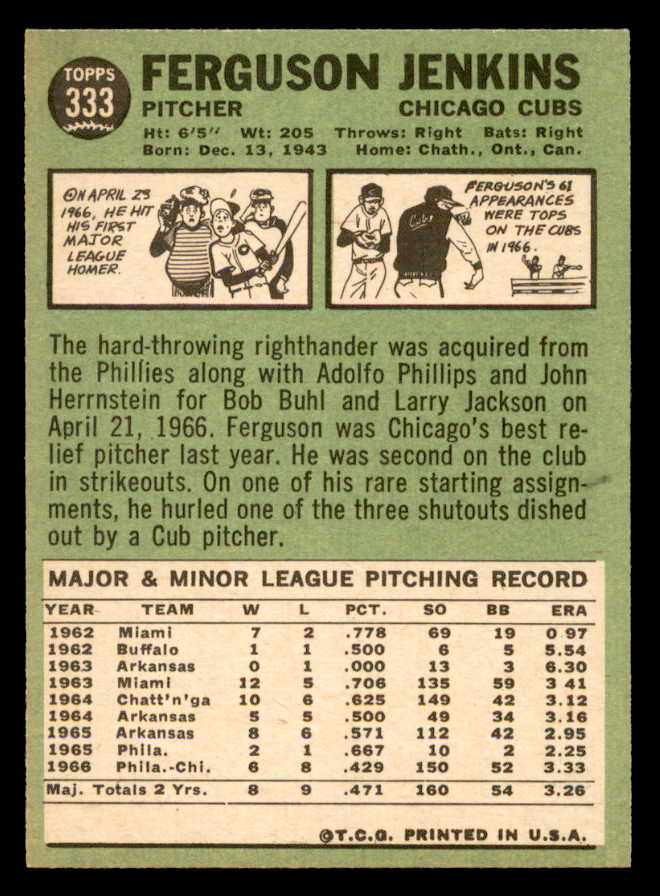 TOPPS
333
FERGUSON JENKINS
PITCHER CHICAGO CUBS
Ht: 6'5" Wt: 205 Throws: Right Bats: Right
Born: Dec. 13, 1943 Home: Chath., Ont., Can.
ON APRIL 23
1966, HE HIT
HIS FIRST
MAJOR
LEAGUE
HOMER.
C
FERGUSON'S 61
APPEARANCES
WERE TOPS
ON THE CUBS
IN 1966.
Cubs
The hard-throwing righthander was acquired from
the Phillies along with Adolfo Phillips and John
Herrnstein for Bob Buhl and Larry Jackson on
April 21, 1966. Ferguson was Chicago's best re-
lief pitcher last year. He was second on the club
in strikeouts. On one of his rare starting assign-
ments, he hurled one of the three shutouts dished
out by a Cub pitcher.
MAJOR & MINOR LEAGUE PITCHING RECORD
YEAR TEAM W L PCT. SO BB ERA
1962 Miami 7 2 .778 69 19 0 97
1962 Buffalo 1 1 .500 6 5 5.54
1963 Arkansas 0 1 .000 13 3 6.30
1963 Miami 12 5 .706 135 59 3 41
1964 Chatt'n'ga 10 6 .625 149 42 3.12
1964 Arkansas 5 5 .500 49 34 3.16
1965 Arkansas 8 6 .571 112 42 2.95
1965 Phila. 2 1 .667 10 2 2.25
1966 Phila.-Chi. 6 8 .429 150 52 3.33
Maj. Totals 2 Yrs. 8 9 .471 160 54 3.26
©T.C.G. PRINTED IN U.S.A.